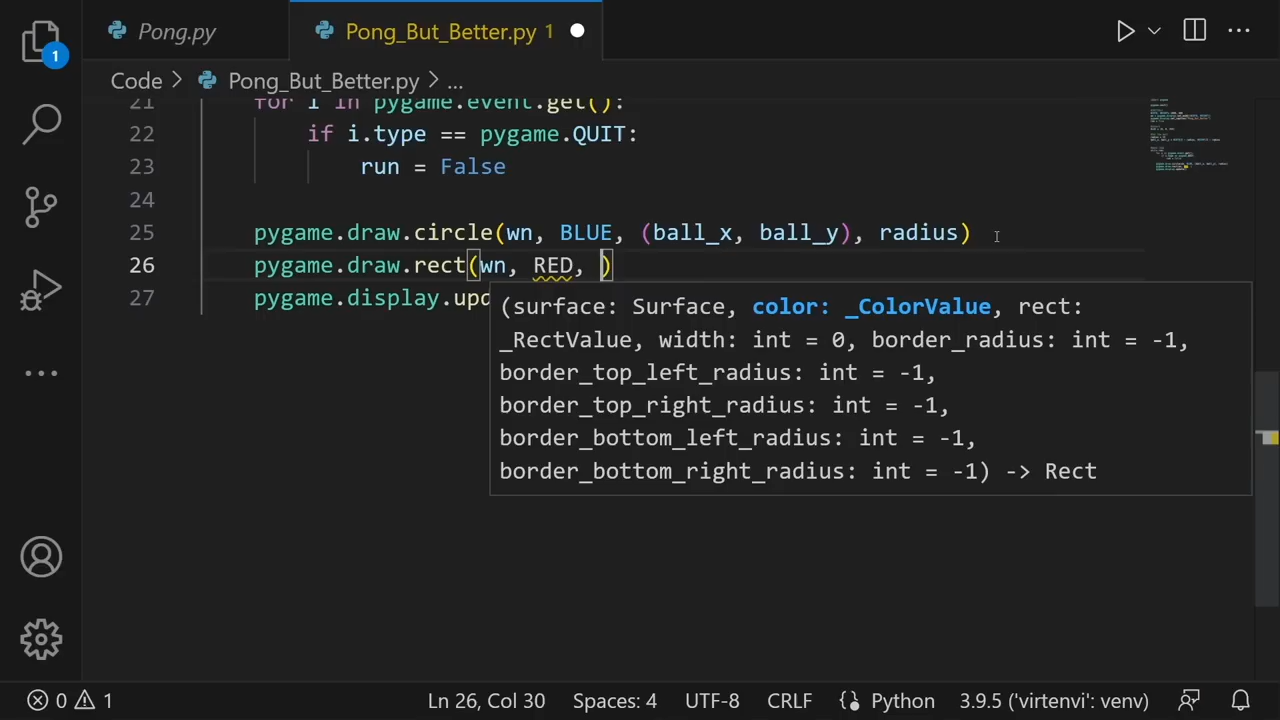 Pong.py
Pong_But_Better.py 1
1
Code > Pong_But_Better.py > ...
21 for i in pygame.event.get():
22 if i.type == pygame.QUIT:
23 run = False
24
25 pygame.draw.circle(wn, BLUE, (ball_x, ball_y), radius)
26 pygame.draw.rect(wn, RED, )
27 pygame.display.upd
(surface: Surface, color: _ColorValue, rect:
_RectValue, width: int = 0, border_radius: int = -1,
border_top_left_radius: int = -1,
border_top_right_radius: int = -1,
border_bottom_left_radius: int = -1,
border_bottom_right_radius: int = -1) -> Rect
0 1 Ln 26, Col 30 Spaces: 4 UTF-8 CRLF Python 3.9.5 ('virtenvi': venv)